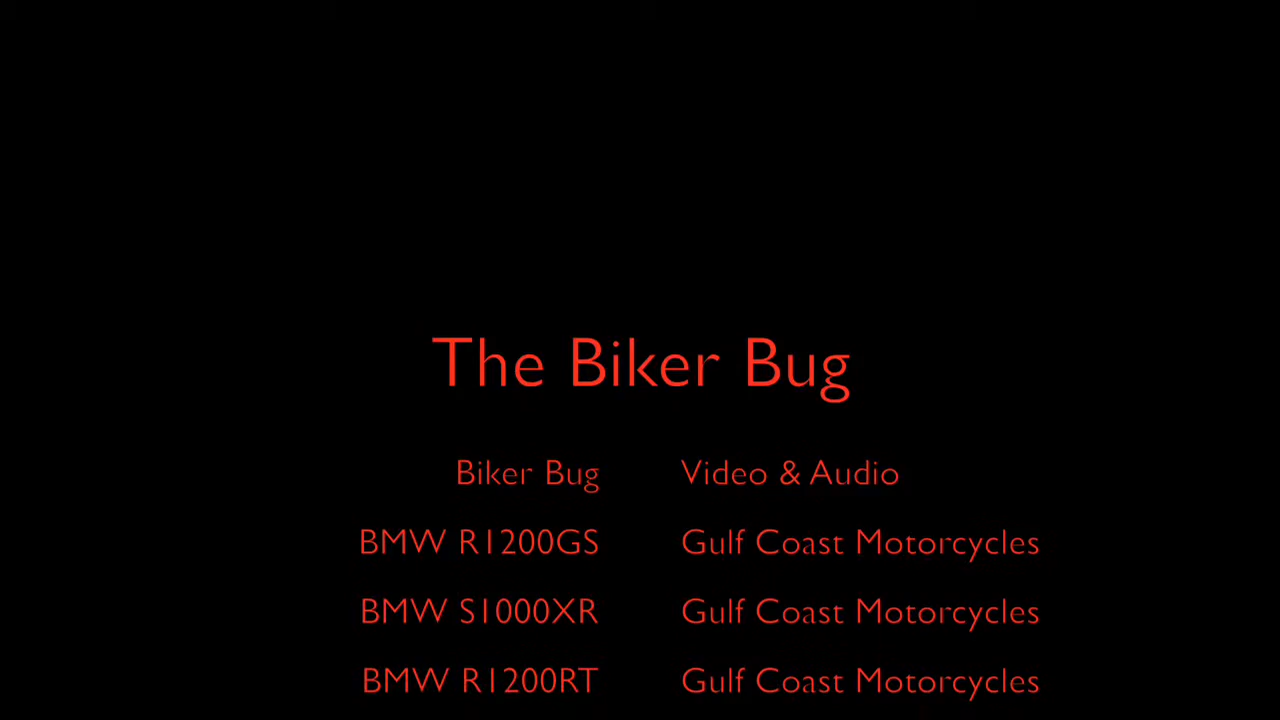 The Biker Bug
Biker Bug Video & Audio
BMW R1200GS Gulf Coast Motorcycles
BMW S1000XR Gulf Coast Motorcycles
BMW R1200RT Gulf Coast Motorcycles